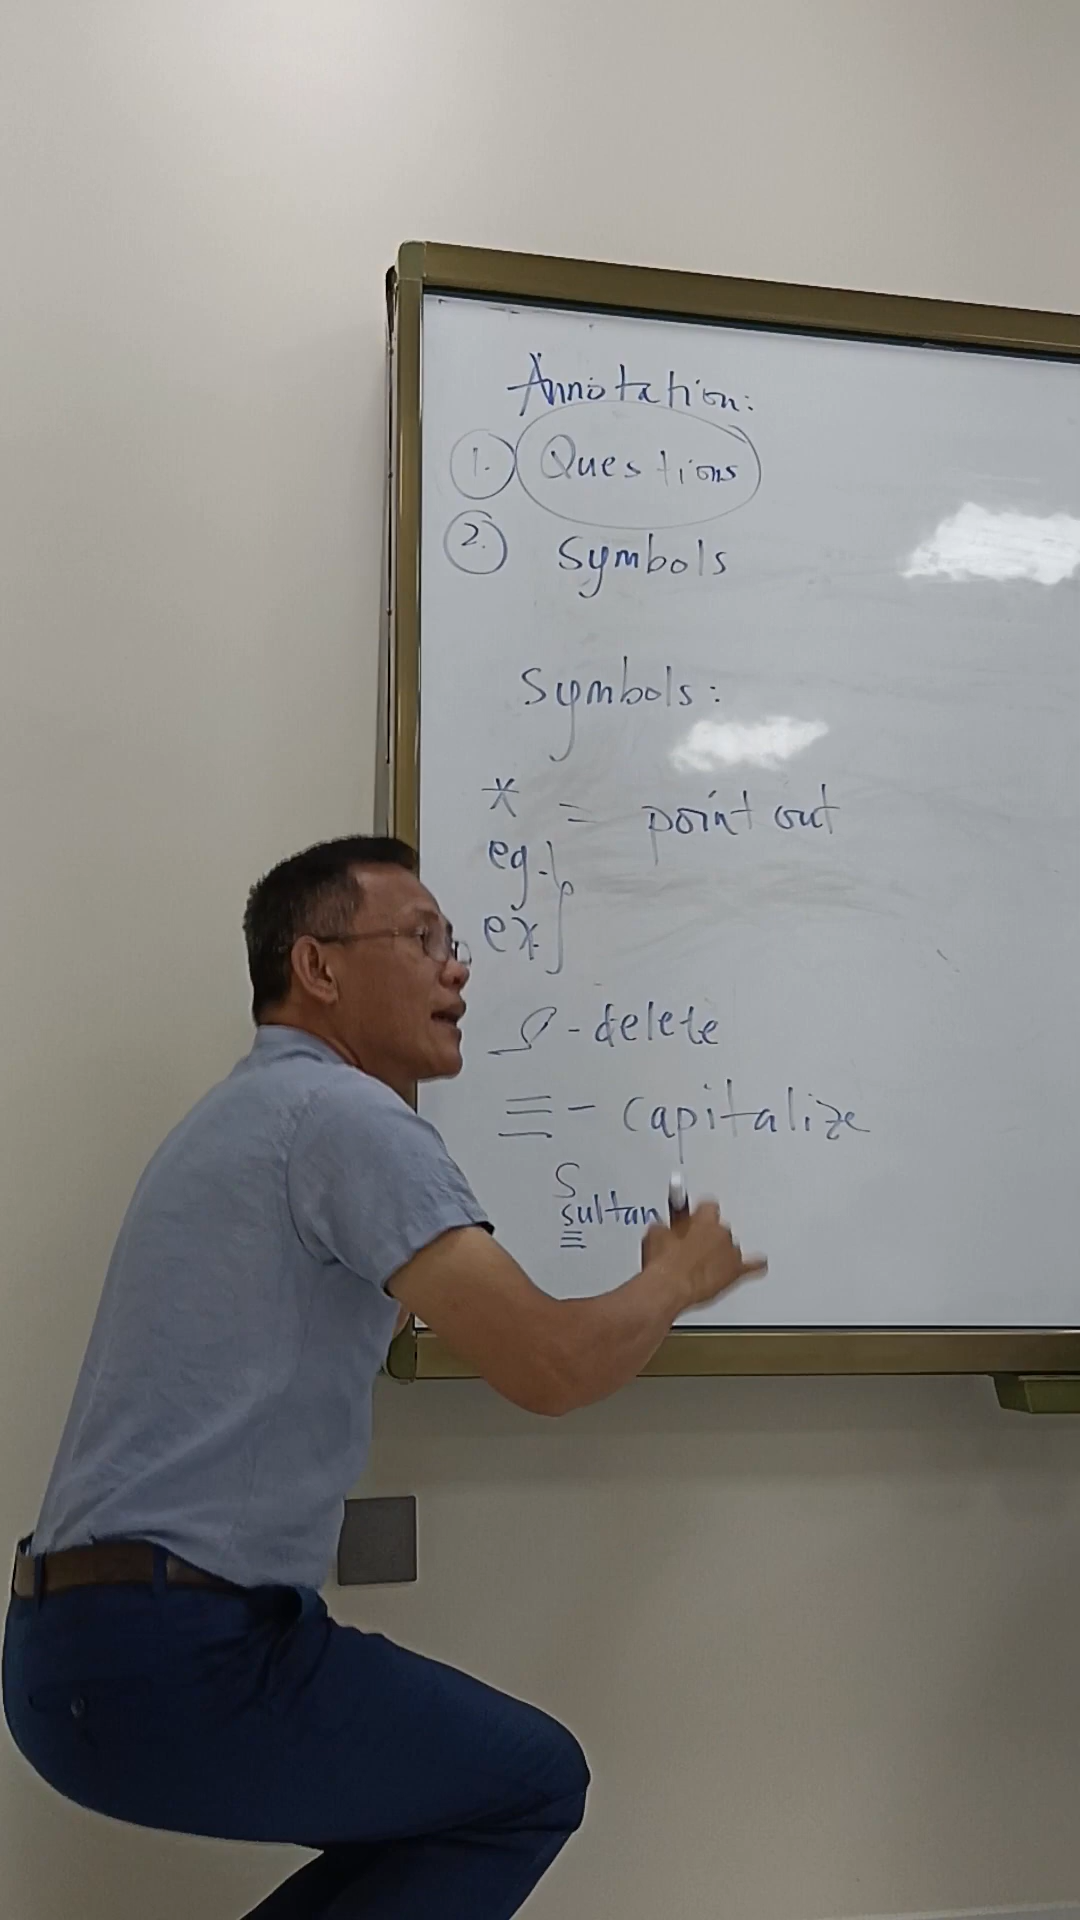 Annotation:
1. Questions
2. Symbols
Symbols:
* = point out
eg.
ex.
- delete
≡ - capitalize
S
sultan